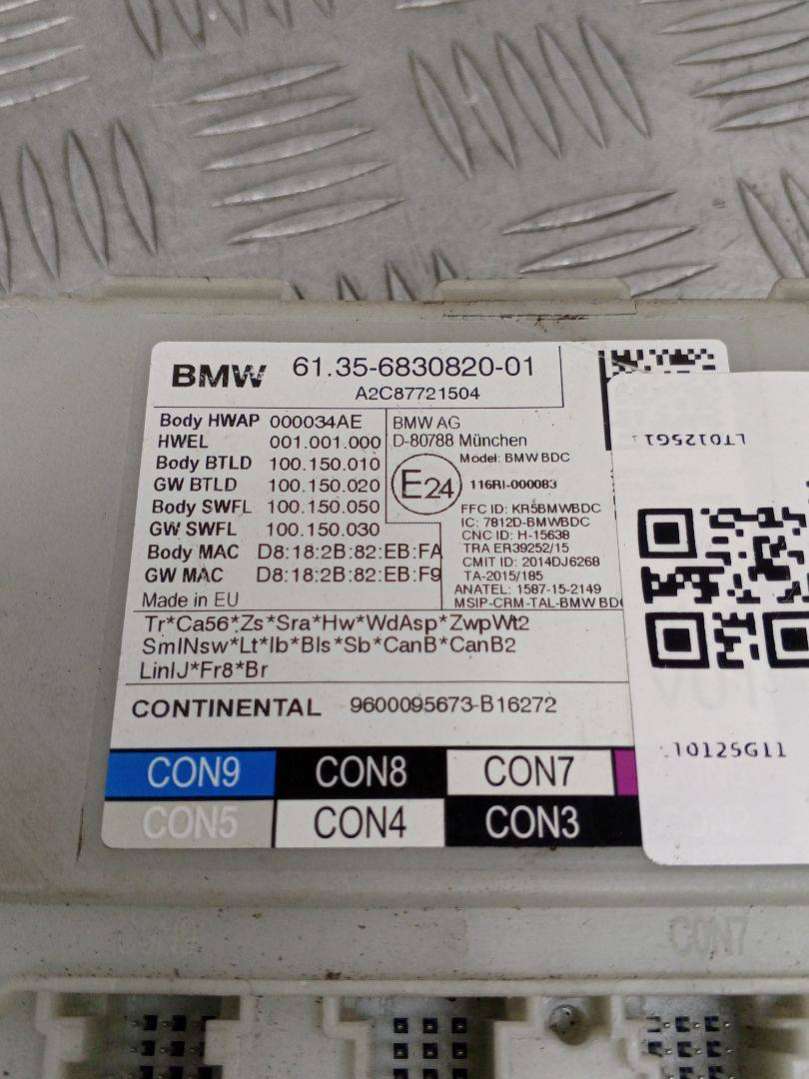 BMW 61.35-6830820-01
A2C87721504
Body HWAP 000034AE
HWEL 001.001.000
Body BTLD 100.150.010
GW BTLD 100.150.020
Body SWFL 100.150.050
GW SWFL 100.150.030
Body MAC D8:18:2B:82:EB:FA
GW MAC D8:18:2B:82:EB:F9
Made in EU
BMW AG
D-80788 München
Model: BMW BDC
E24
116RI-000083
FFC ID: KR5BMWBDC
IC: 7812D-BMWBDC
CNC ID: H-15638
TRA ER39252/15
CMIT ID: 2014DJ6268
TA-2015/185
ANATEL: 1587-15-2149
MSIP-CRM-TAL-BMW BDC
Tr*Ca56*Zs*Sra*Hw*WdAsp*ZwpWt2
SmlNsw*Lt*Ib*Bls*Sb*CanB*CanB2
LinIJ*Fr8*Br
CONTINENTAL 9600095673-B16272
CON9 CON8 CON7
CON5 CON4 CON3
CON7